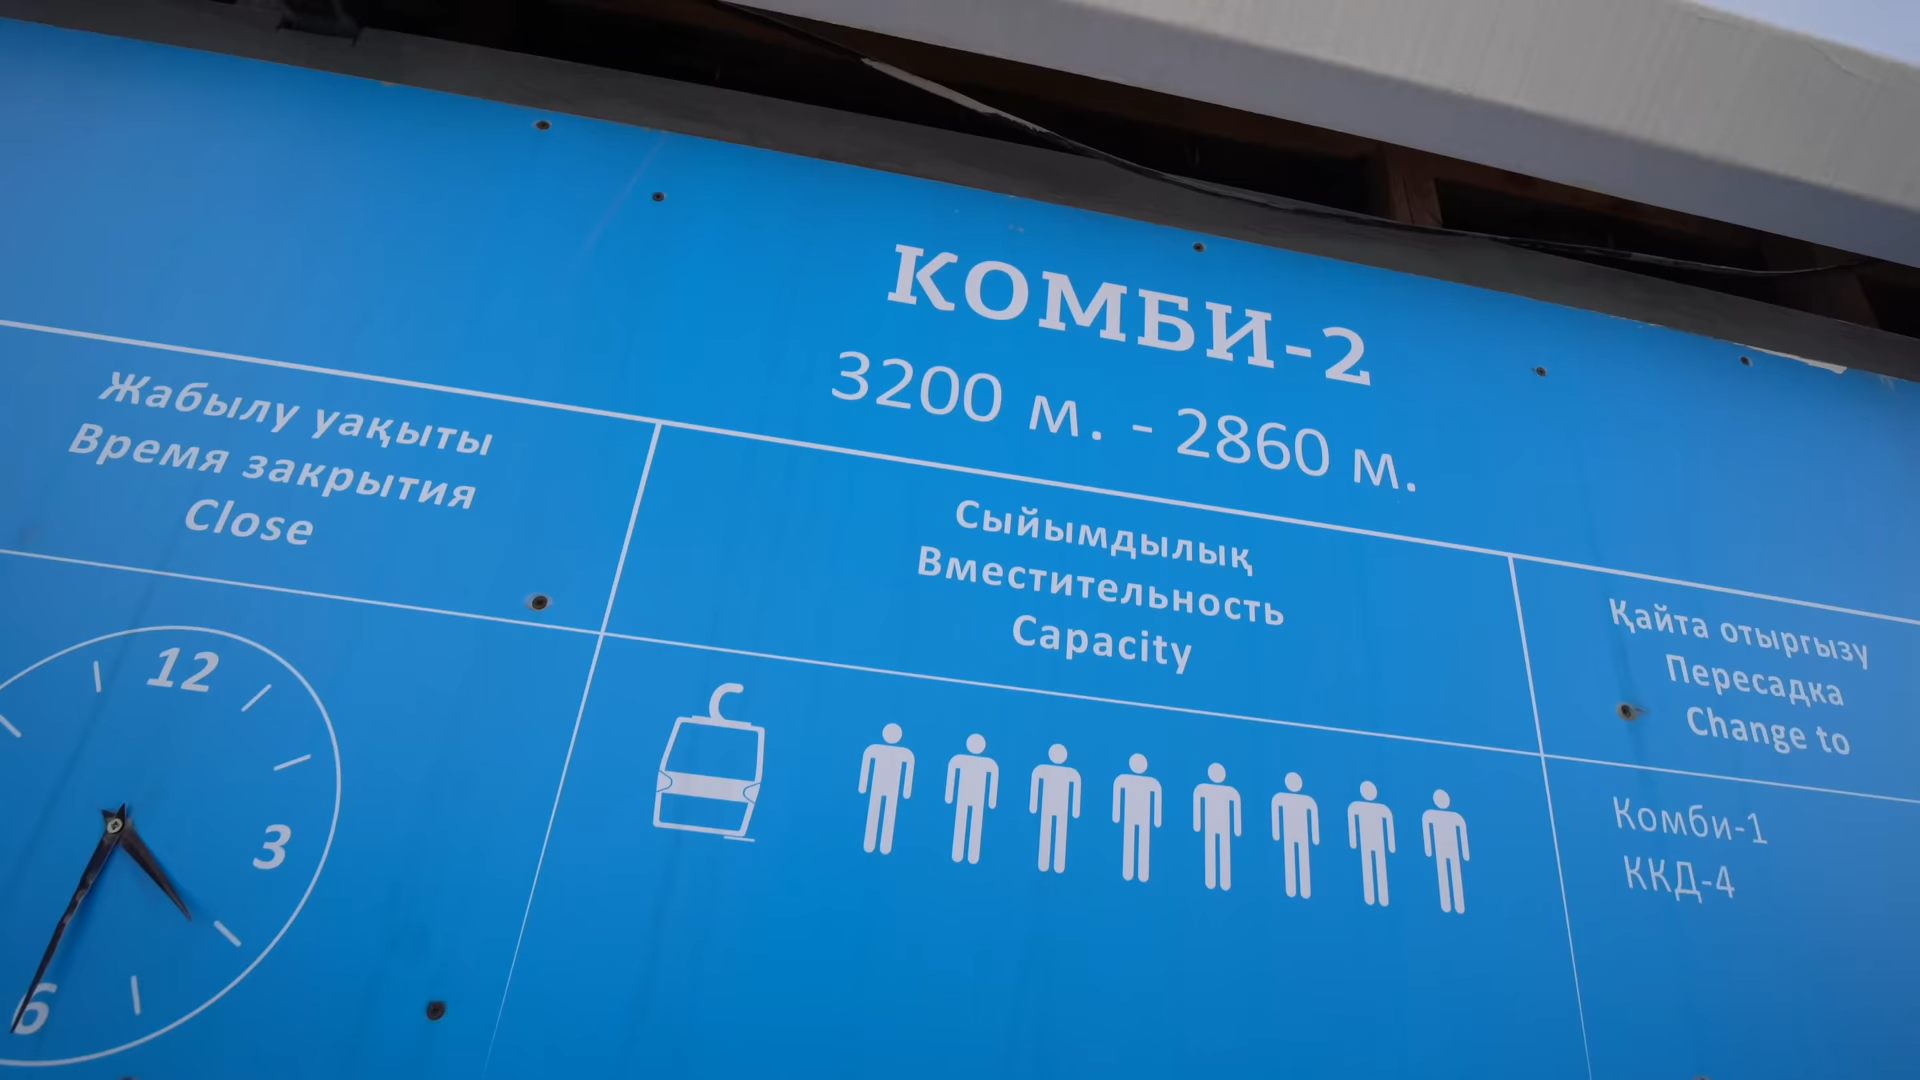 КОМБИ-2
3200 м. - 2860 м.
Жабылу уақыты
Время закрытия
Close
Сыйымдылық
Вместительность
Capacity
Қайта отырғызу
Пересадка
Change to
12
3
6
Комби-1
ККД-4